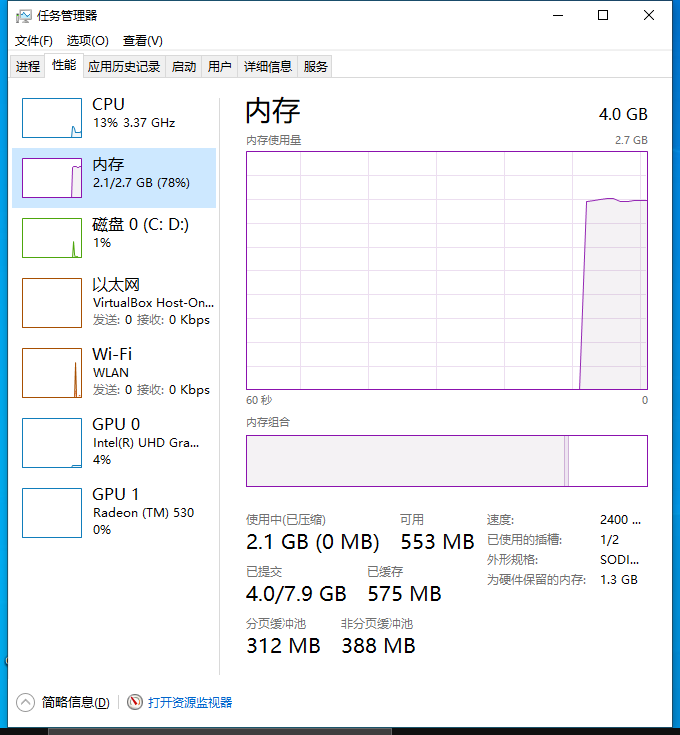 任务管理器
文件(F) 选项(O) 查看(V)
进程 性能 应用历史记录 启动 用户 详细信息 服务
CPU
13% 3.37 GHz
内存
2.1/2.7 GB (78%)
磁盘 0 (C: D:)
1%
以太网
VirtualBox Host-On...
发送: 0 接收: 0 Kbps
Wi-Fi
WLAN
发送: 0 接收: 0 Kbps
GPU 0
Intel(R) UHD Gra...
4%
GPU 1
Radeon (TM) 530
0%
内存 4.0 GB
内存使用量 2.7 GB
60 秒 0
内存组合
使用中(已压缩) 可用
2.1 GB (0 MB) 553 MB
已提交 已缓存
4.0/7.9 GB 575 MB
分页缓冲池 非分页缓冲池
312 MB 388 MB
速度: 2400 ...
已使用的插槽: 1/2
外形规格: SODI...
为硬件保留的内存: 1.3 GB
简略信息(D) 打开资源监视器